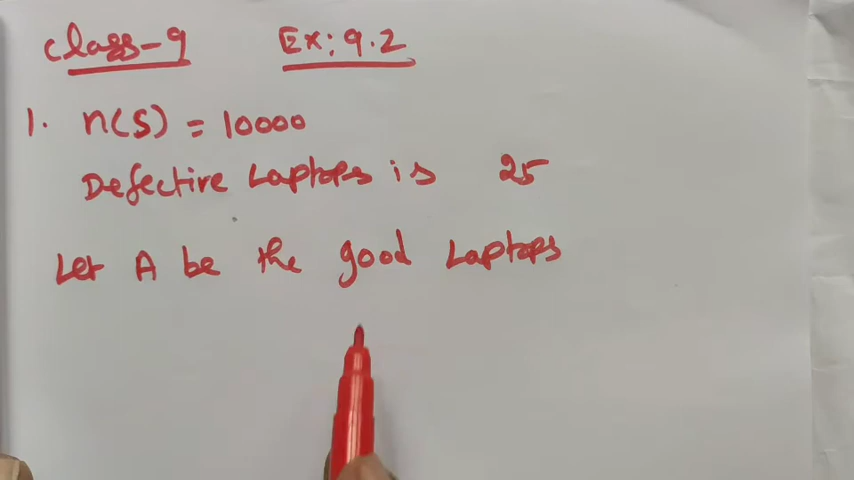 Class-9 Ex: 9.2
1. n(S) = 10000
Defective Laptops is 25
Let A be the good Laptops